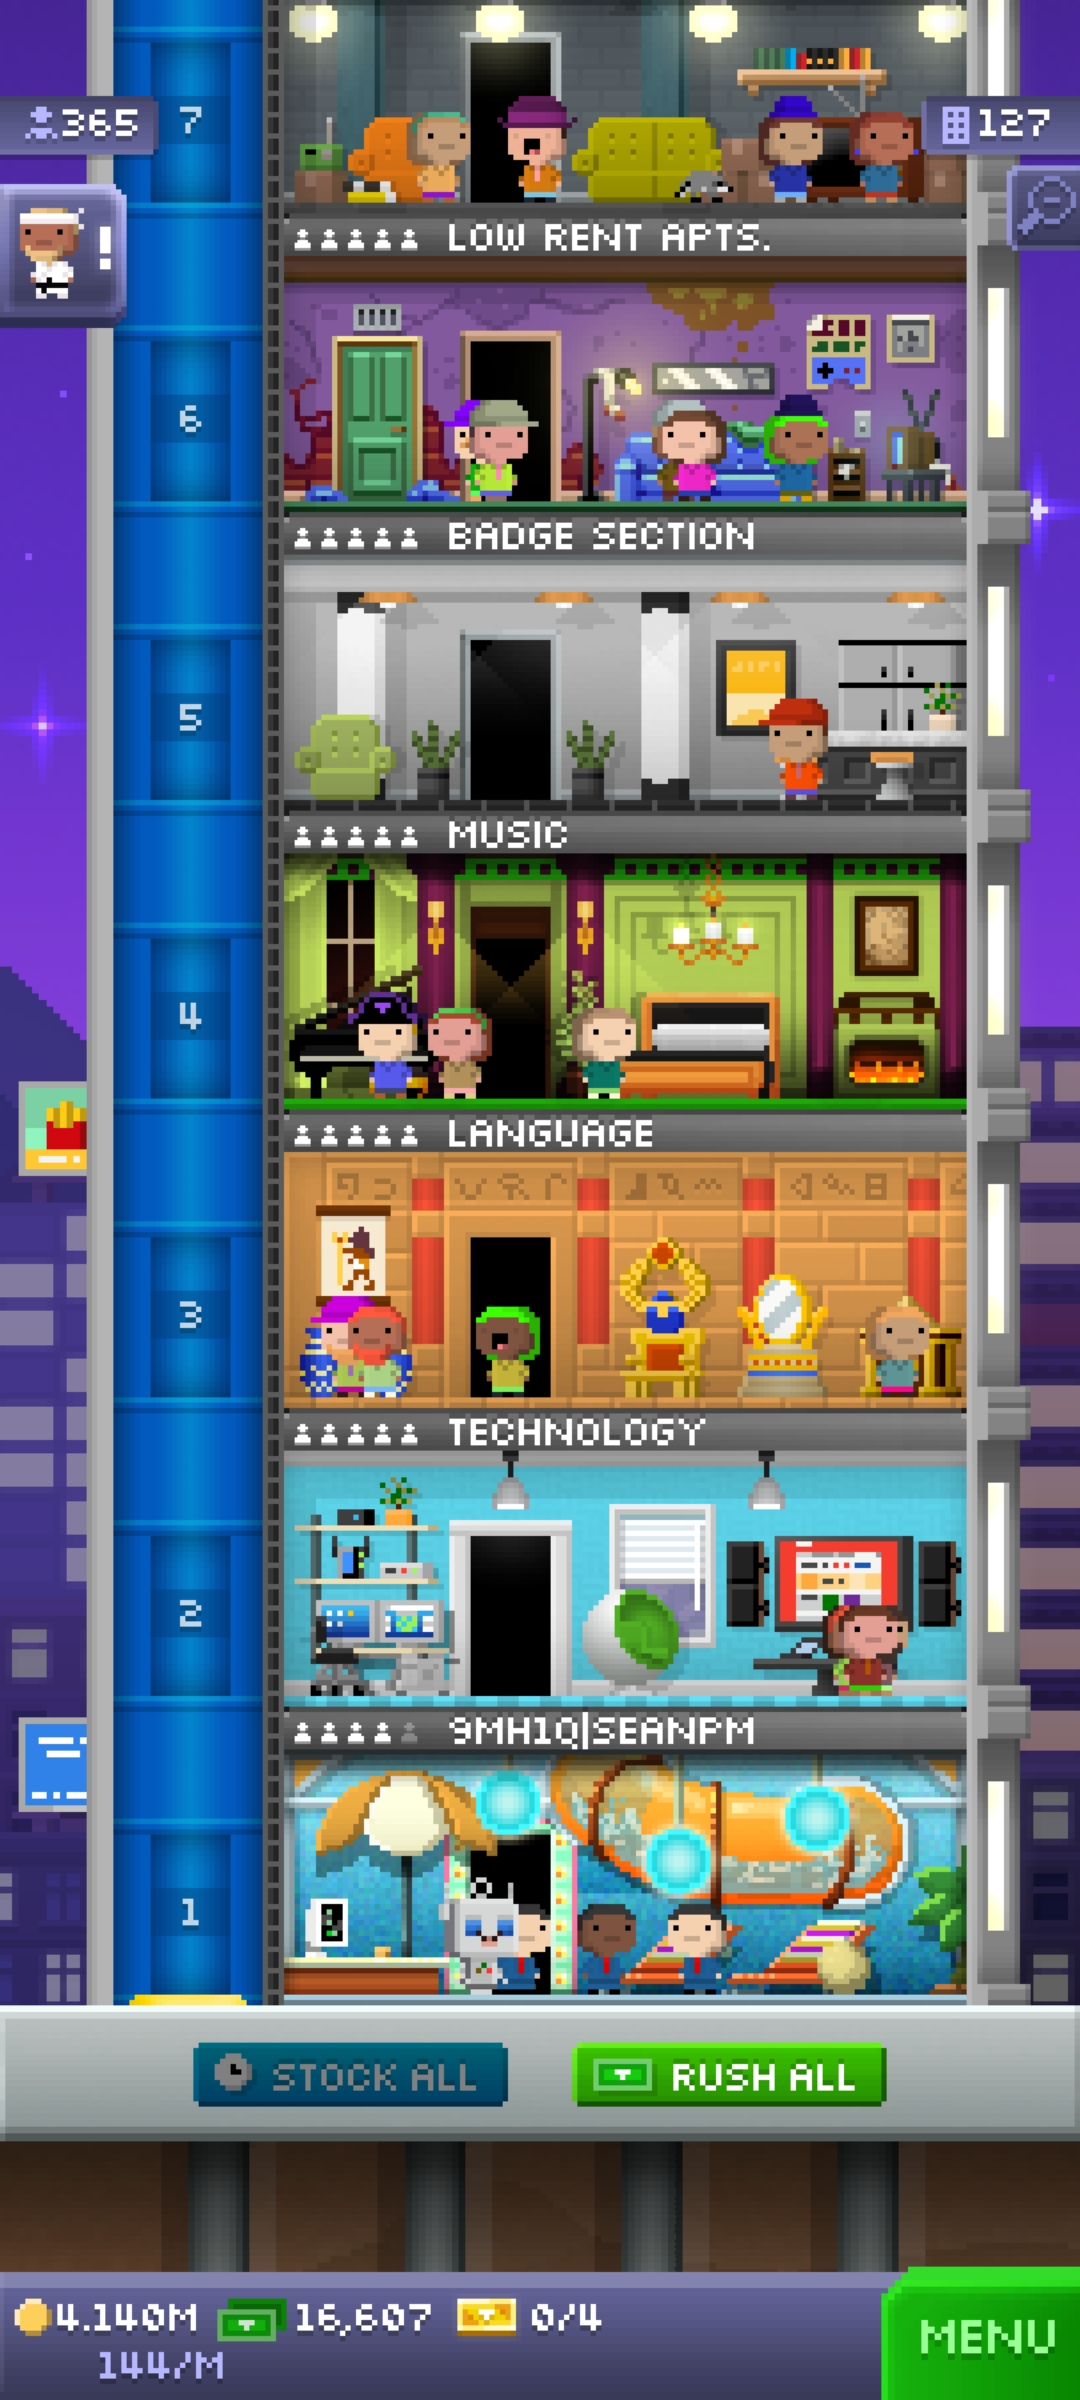 7
365
127
!
LOW RENT APTS.
6
BADGE SECTION
5
MUSIC
4
LANGUAGE
3
TECHNOLOGY
2
9MH1Q|SEANPM
1
STOCK ALL
RUSH ALL
4.140M
16,607
0/4
144/M
MENU